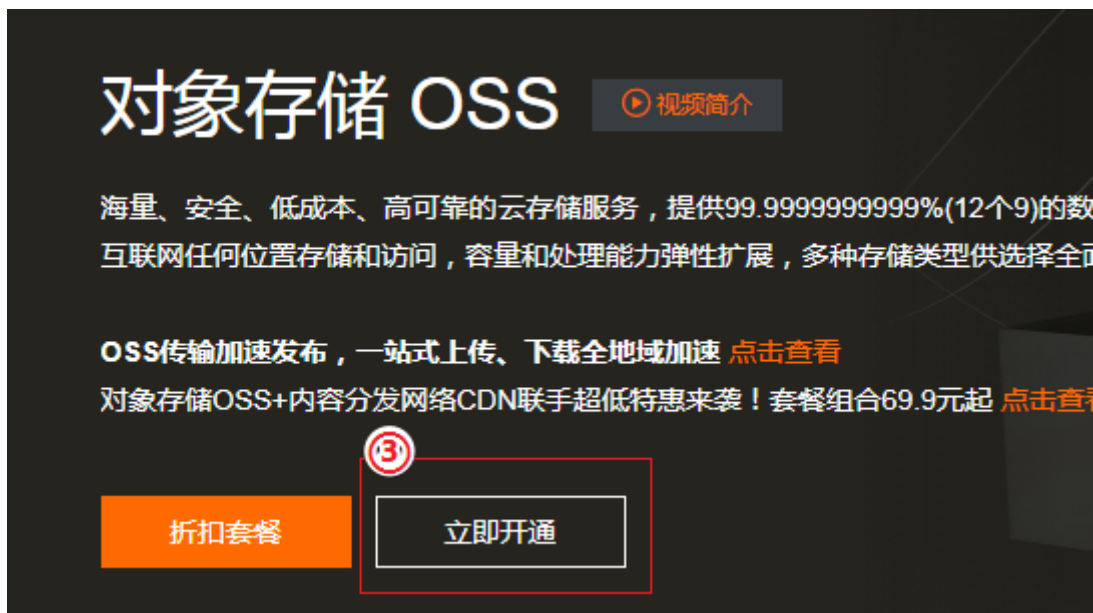 对象存储 OSS 视频简介
海量、安全、低成本、高可靠的云存储服务，提供99.9999999999%(12个9)的数
互联网任何位置存储和访问，容量和处理能力弹性扩展，多种存储类型供选择全面
OSS传输加速发布，一站式上传、下载全地域加速 点击查看
对象存储OSS+内容分发网络CDN联手超低特惠来袭！套餐组合69.9元起 点击查看
③
折扣套餐 立即开通